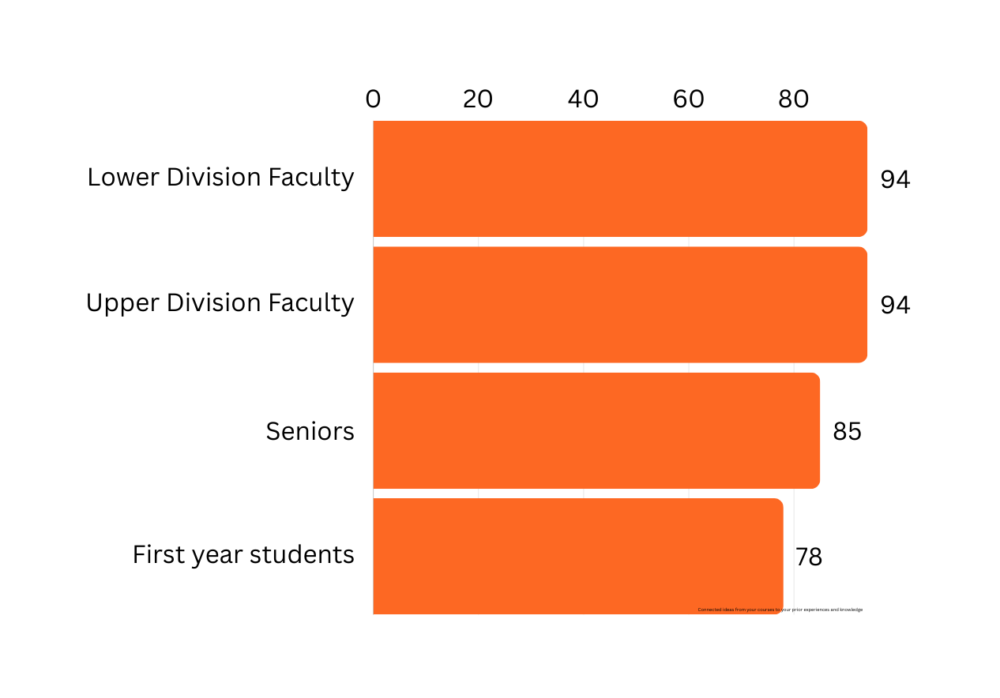 0 20 40 60 80
Lower Division Faculty 94
Upper Division Faculty 94
Seniors 85
First year students 78
Connected ideas from your courses to your prior experiences and knowledge